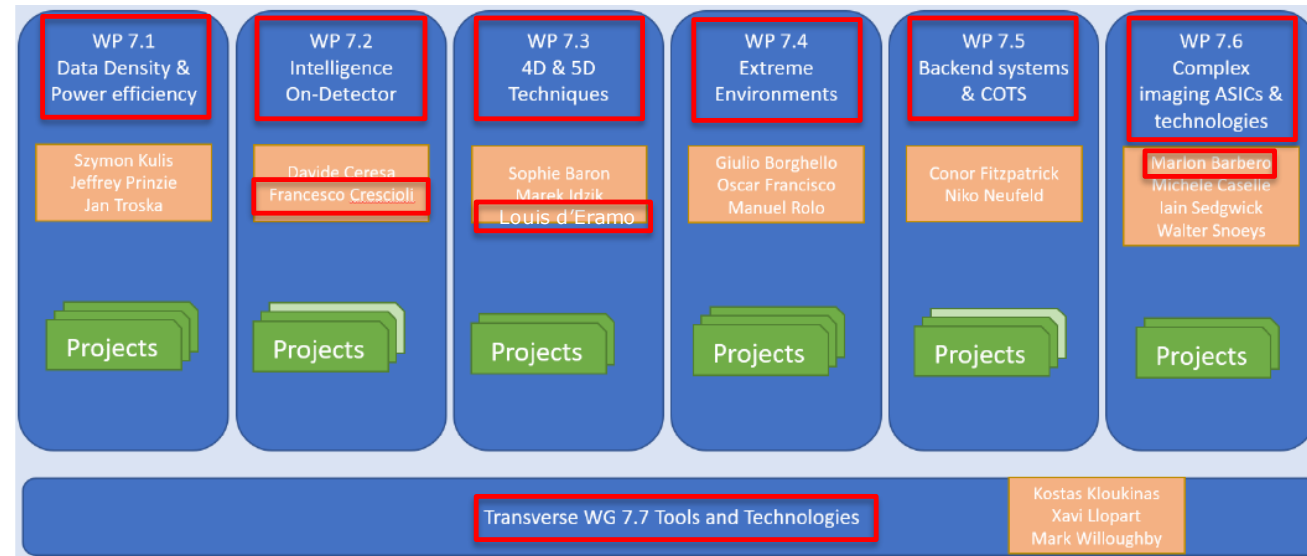 WP 7.1
Data Density &
Power efficiency
Szymon Kulis
Jeffrey Prinzie
Jan Troska
Projects
WP 7.2
Intelligence
On-Detector
Davide Ceresa
Francesco Crescioli
Projects
WP 7.3
4D & 5D
Techniques
Sophie Baron
Marek Idzik
Louis d'Eramo
Projects
WP 7.4
Extreme
Environments
Giulio Borghello
Oscar Francisco
Manuel Rolo
Projects
WP 7.5
Backend systems
& COTS
Conor Fitzpatrick
Niko Neufeld
Projects
WP 7.6
Complex
imaging ASICs &
technologies
Marlon Barbero
Michele Caselle
Iain Sedgwick
Walter Snoeys
Projects
Transverse WG 7.7 Tools and Technologies
Kostas Kloukinas
Xavi Llopart
Mark Willoughby